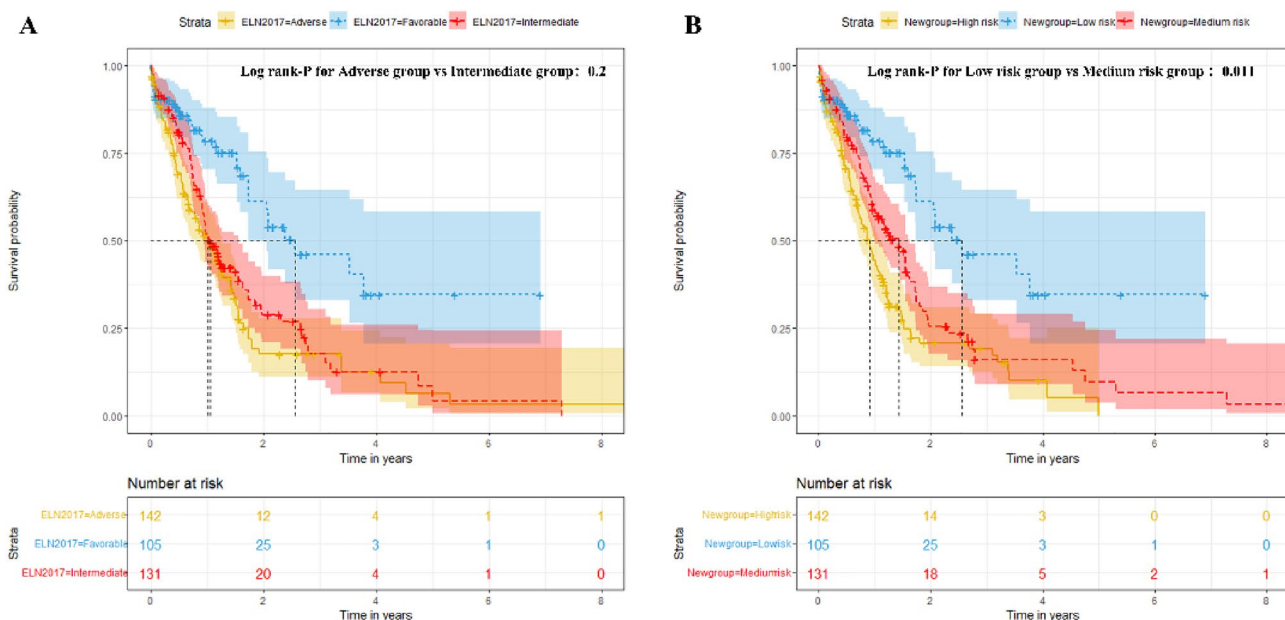 A
Strata ELN2017=Adverse ELN2017=Favorable ELN2017=Intermediate
Log rank-P for Adverse group vs Intermediate group: 0.2
Survival probability
1.00
0.75
0.50
0.25
0.00
0 2 4 6 8
Time in years
Number at risk
Strata
ELN2017=Adverse 142 12 4 1 1
ELN2017=Favorable 105 25 3 1 0
ELN2017=Intermediate 131 20 4 1 0
0 2 4 6 8
Time in years
B
Strata Newgroup=High risk Newgroup=Low risk Newgroup=Medium risk
Log rank-P for Low risk group vs Medium risk group : 0.011
Survival probability
1.00
0.75
0.50
0.25
0.00
0 2 4 6 8
Time in years
Number at risk
Strata
Newgroup=Highrisk 142 14 3 0 0
Newgroup=Lowisk 105 25 3 1 0
Newgroup=Mediumrisk 131 18 5 2 1
0 2 4 6 8
Time in years